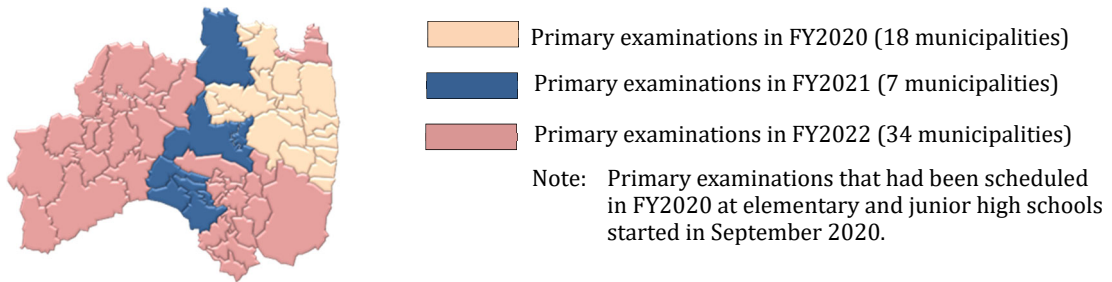 Primary examinations in FY2020 (18 municipalities)
Primary examinations in FY2021 (7 municipalities)
Primary examinations in FY2022 (34 municipalities)
Note: Primary examinations that had been scheduled
in FY2020 at elementary and junior high schools
started in September 2020.